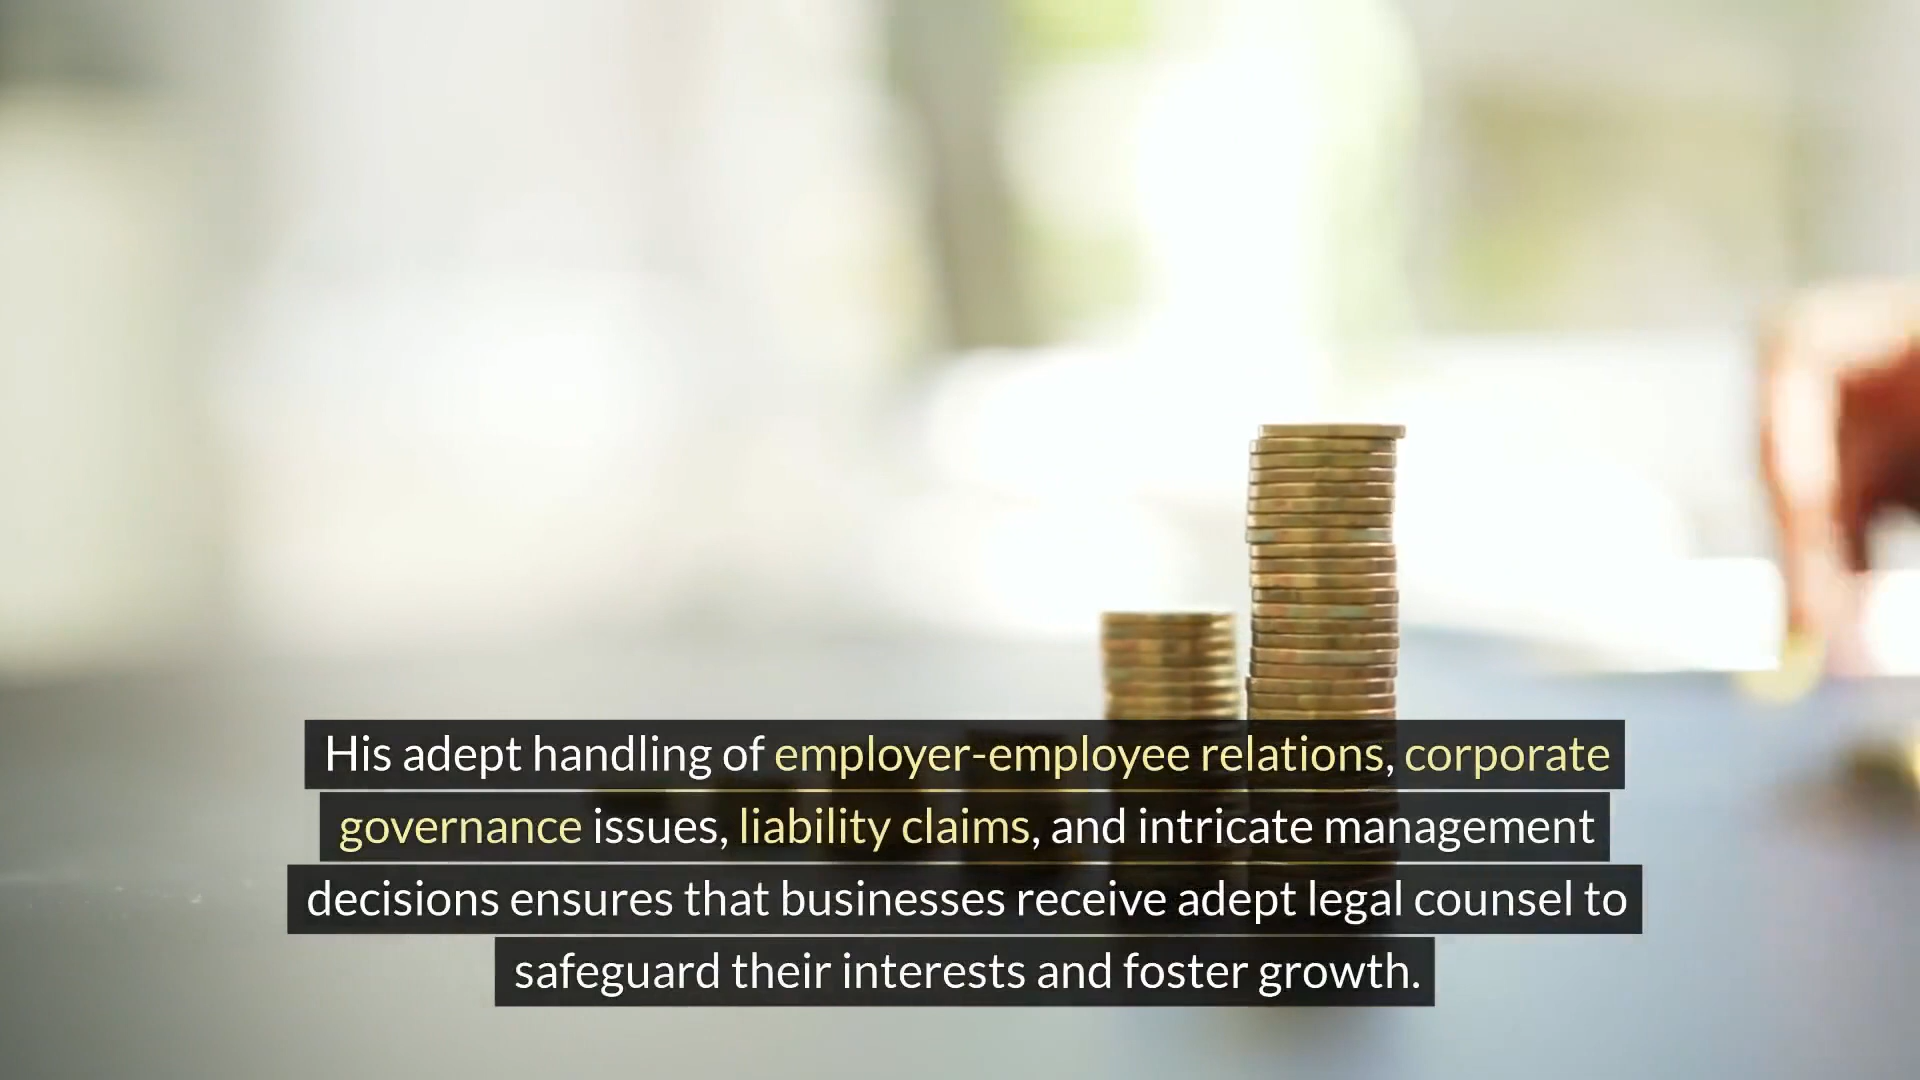 His adept handling of employer-employee relations, corporate
governance issues, liability claims, and intricate management
decisions ensures that businesses receive adept legal counsel to
safeguard their interests and foster growth.